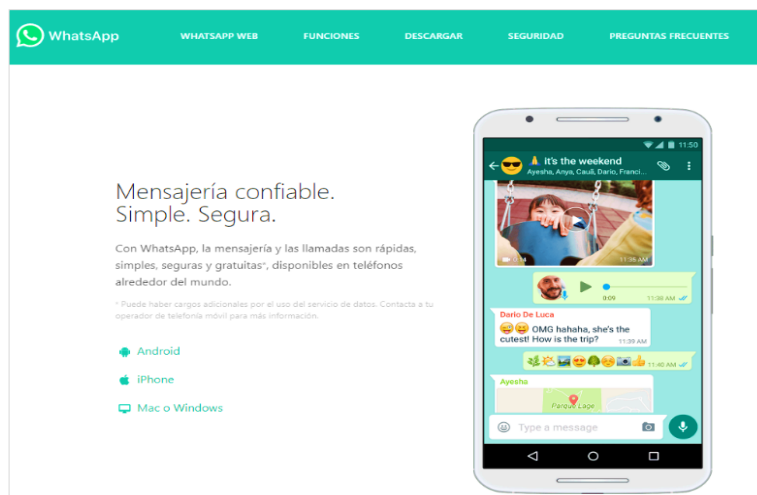 WhatsApp
WHATSAPP WEB
FUNCIONES
DESCARGAR
SEGURIDAD
PREGUNTAS FRECUENTES
Mensajería confiable.
Simple. Segura.
Con WhatsApp, la mensajería y las llamadas son rápidas,
simples, seguras y gratuitas*, disponibles en teléfonos
alrededor del mundo.
* Puede haber cargos adicionales por el uso del servicio de datos. Contacta a tu
operador de telefonía móvil para más información.
Android
iPhone
Mac o Windows
11:50
it's the weekend
Ayesha, Anya, Cauã, Dario, Franci...
0:14
11:38 AM
0:09
11:38 AM
Dario De Luca
OMG hahaha, she's the
cutest! How is the trip?
11:39 AM
11:40 AM
Ayesha
Parque Lage
Type a message